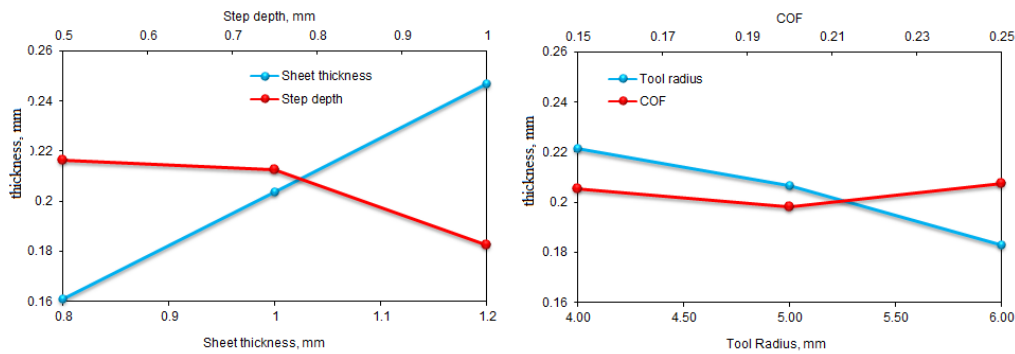 Step depth, mm
0.5 0.6 0.7 0.8 0.9 1
0.26
0.24
0.22
0.2
0.18
0.16
thickness, mm
Sheet thickness
Step depth
0.8 0.9 1 1.1 1.2
Sheet thickness, mm
COF
0.15 0.17 0.19 0.21 0.23 0.25
0.26
0.24
0.22
0.2
0.18
0.16
thickness, mm
Tool radius
COF
4.00 4.50 5.00 5.50 6.00
Tool Radius, mm